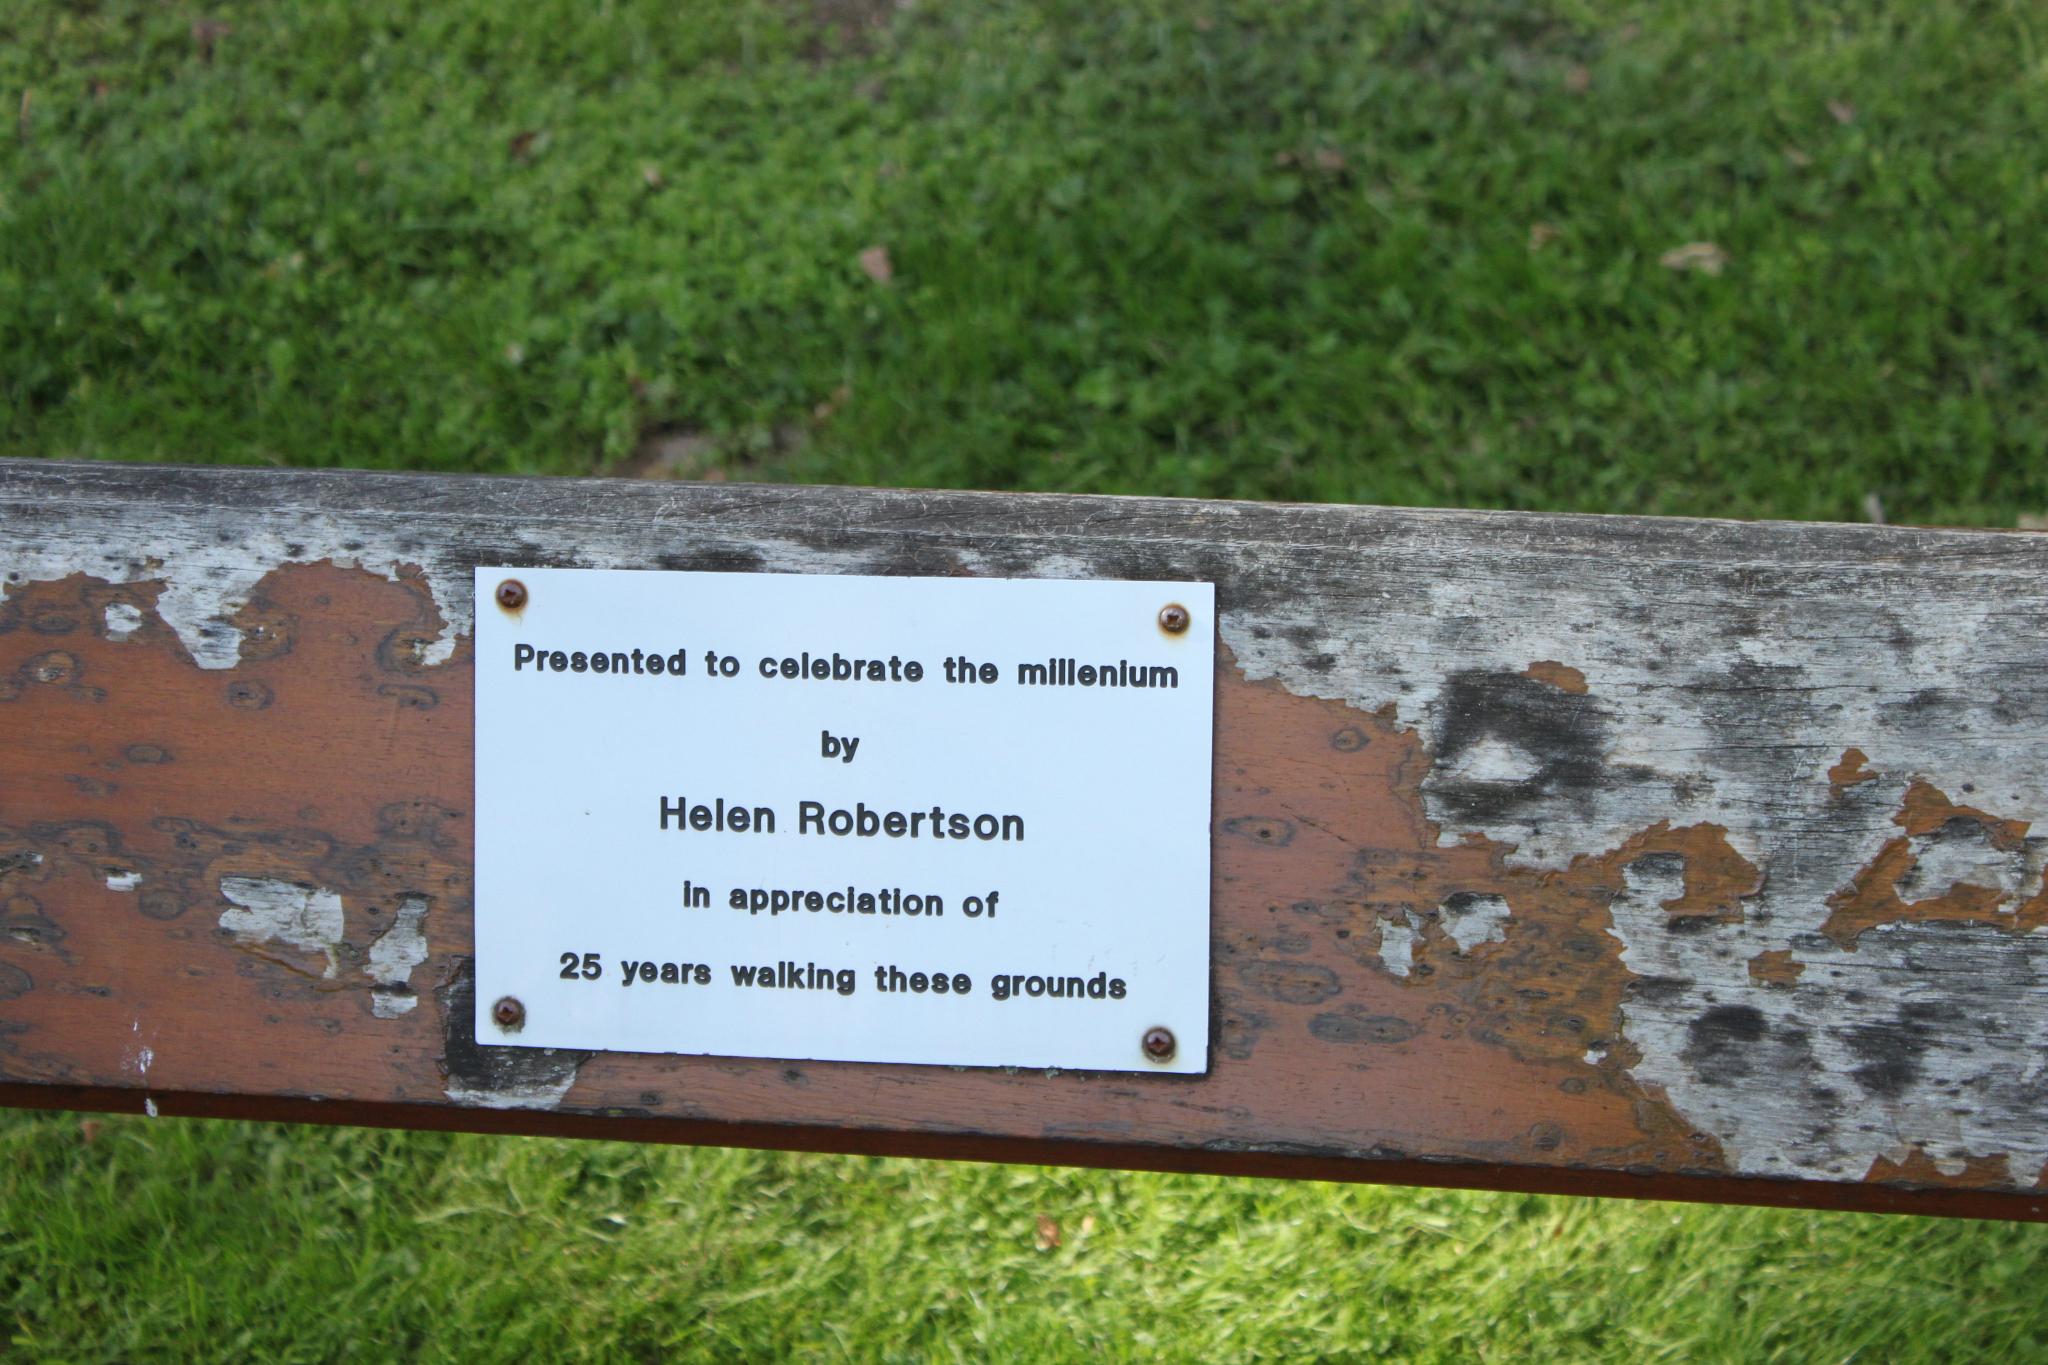 Presented to celebrate the millenium
by
Helen Robertson
in appreciation of
25 years walking these grounds